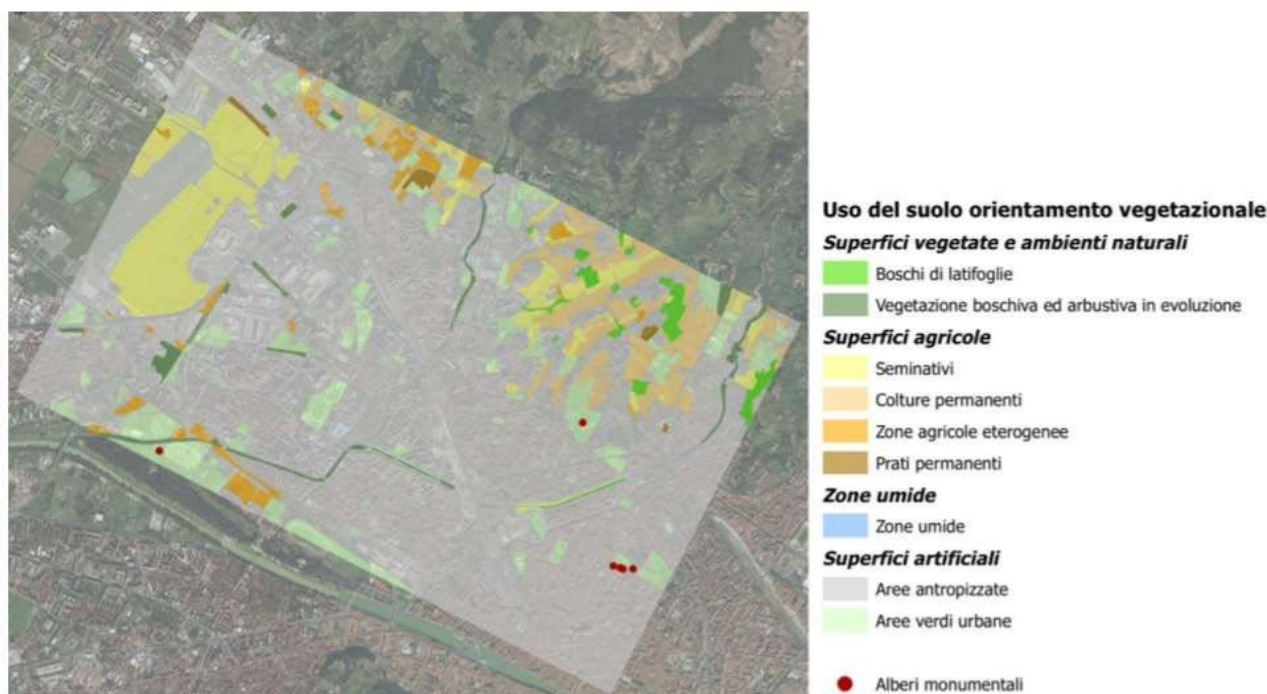 Uso del suolo orientamento vegetazionale
Superfici vegetate e ambienti naturali
Boschi di latifoglie
Vegetazione boschiva ed arbustiva in evoluzione
Superfici agricole
Seminativi
Colture permanenti
Zone agricole eterogenee
Prati permanenti
Zone umide
Zone umide
Superfici artificiali
Aree antropizzate
Aree verdi urbane
Alberi monumentali